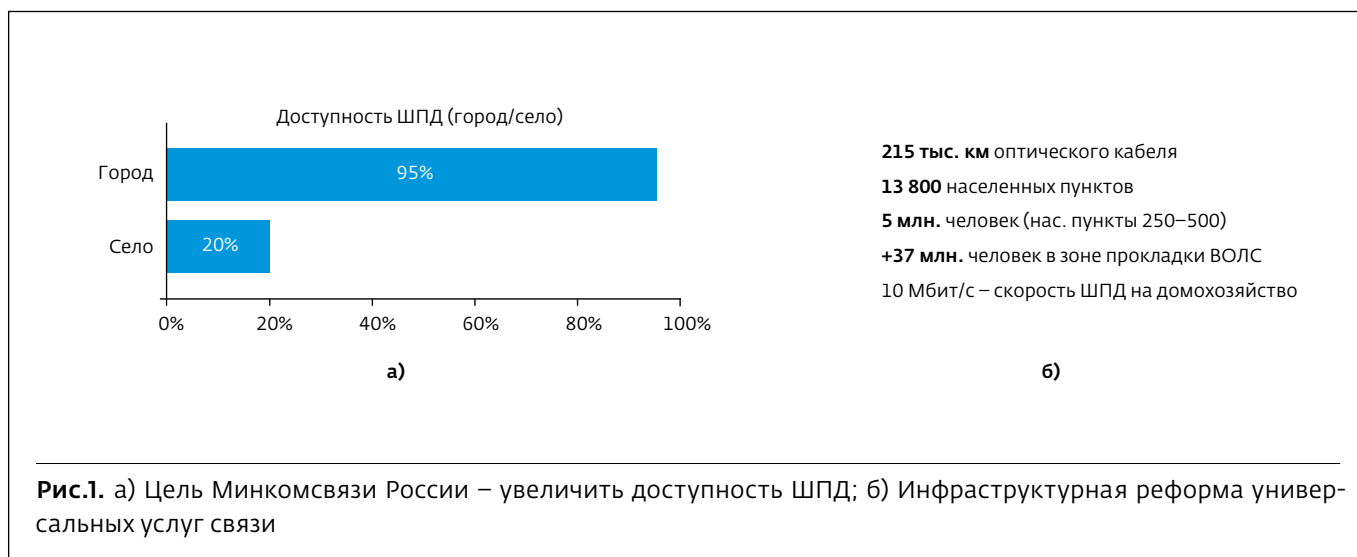 Доступность ШПД (город/село)
Город
95%
Село
20%
0%
20%
40%
60%
80%
100%
а)
215 тыс. км оптического кабеля
13 800 населенных пунктов
5 млн. человек (нас. пункты 250–500)
+37 млн. человек в зоне прокладки ВОЛС
10 Мбит/с – скорость ШПД на домохозяйство
б)
Рис.1. а) Цель Минкомсвязи России – увеличить доступность ШПД; б) Инфраструктурная реформа универ-
сальных услуг связи